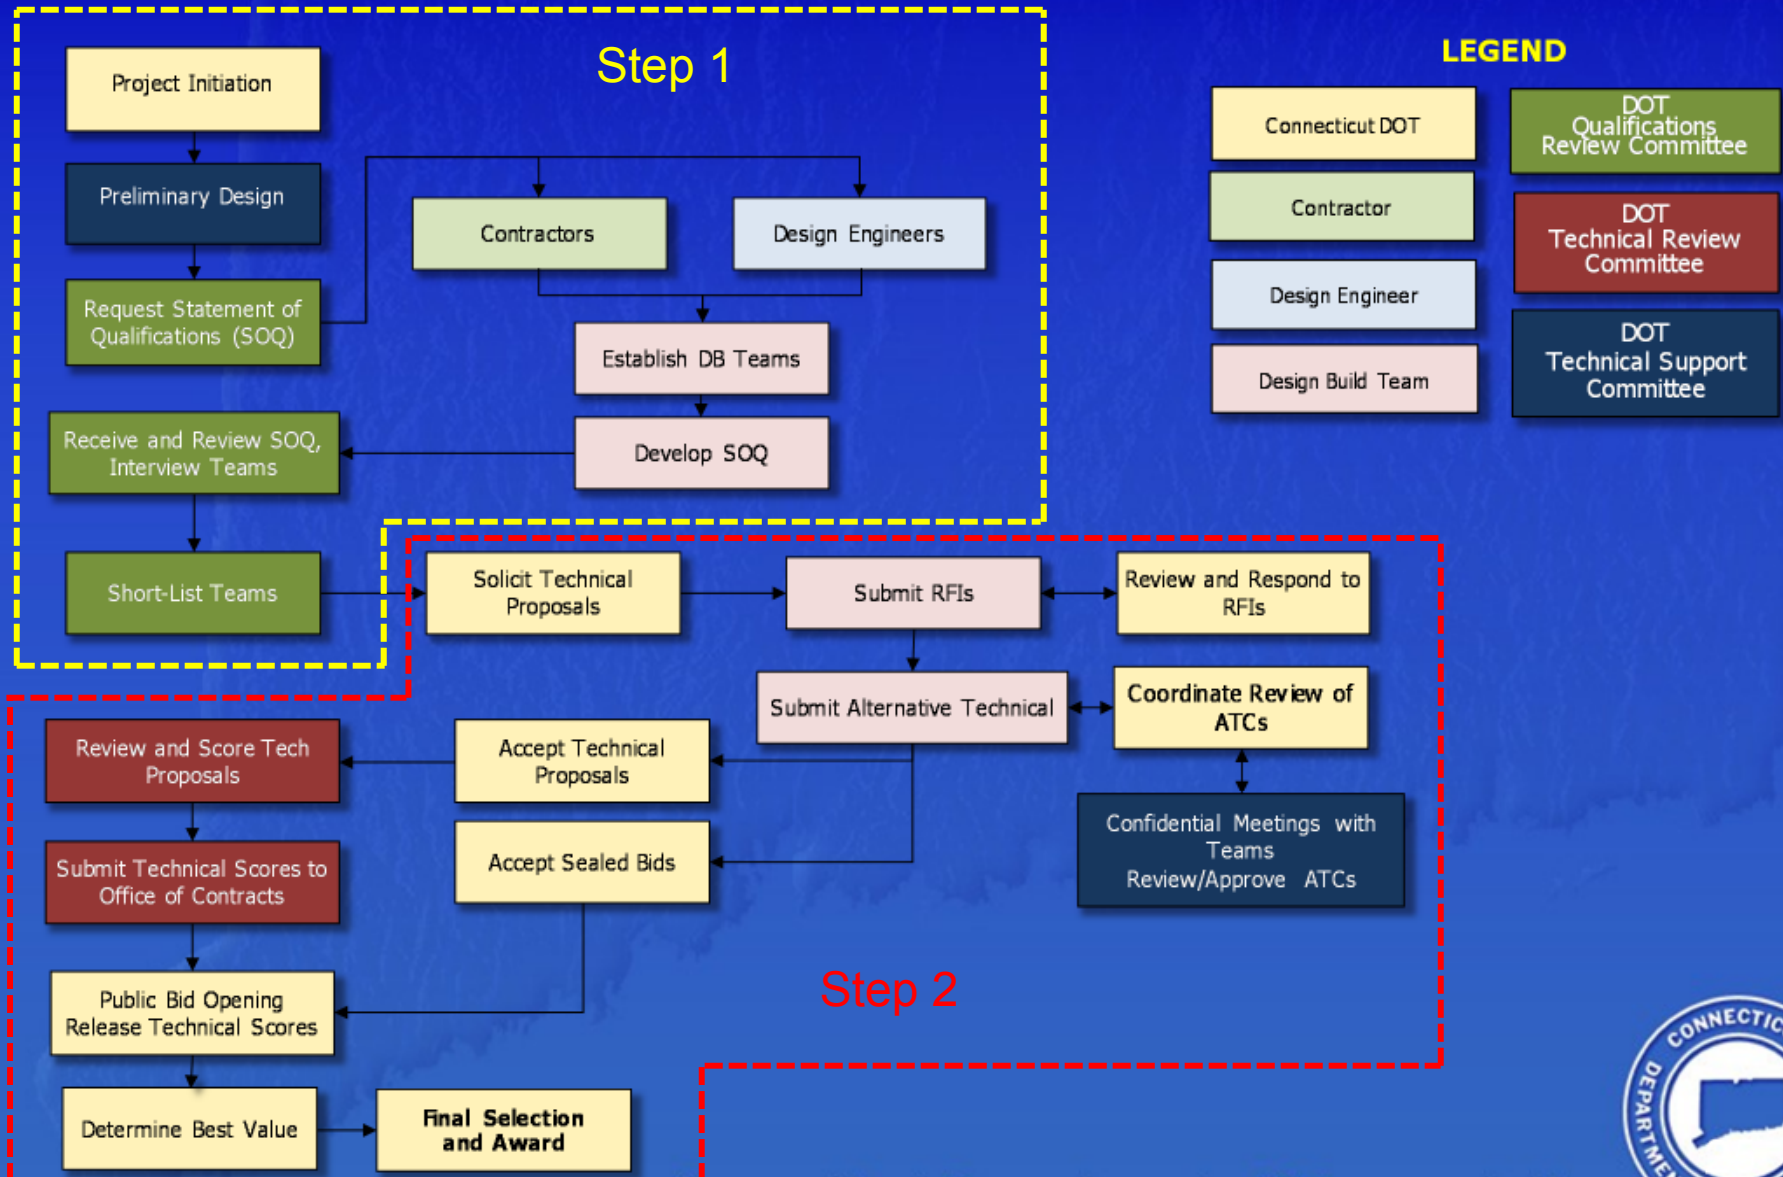 Step 1
Project Initiation
Preliminary Design
Request Statement of
Qualifications (SOQ)
Contractors
Design Engineers
Establish DB Teams
Develop SOQ
Receive and Review SOQ,
Interview Teams
Short-List Teams
LEGEND
Connecticut DOT
Contractor
Design Engineer
Design Build Team
DOT
Qualifications
Review Committee
DOT
Technical Review
Committee
DOT
Technical Support
Committee
Solicit Technical
Proposals
Submit RFIs
Review and Respond to
RFIs
Submit Alternative Technical
Coordinate Review of
ATCs
Confidential Meetings with
Teams
Review/Approve ATCs
Accept Technical
Proposals
Accept Sealed Bids
Review and Score Tech
Proposals
Submit Technical Scores to
Office of Contracts
Public Bid Opening
Release Technical Scores
Determine Best Value
Final Selection
and Award
Step 2